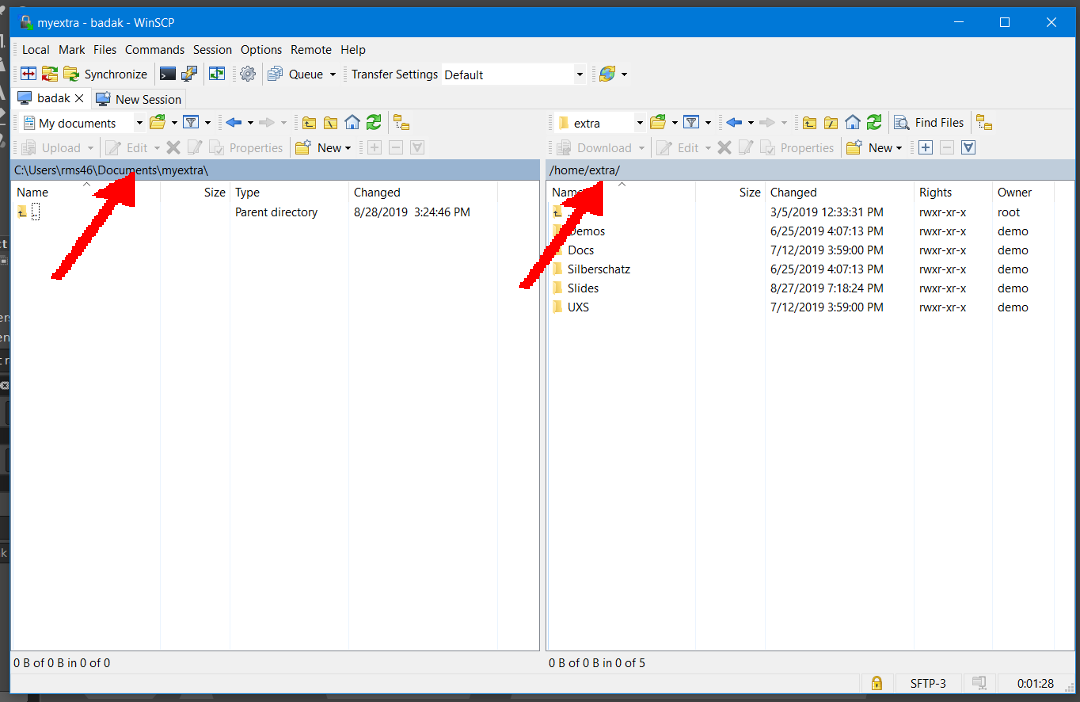 myextra - badak - WinSCP
Local Mark Files Commands Session Options Remote Help
Synchronize Queue Transfer Settings Default
badak New Session
My documents
Upload Edit Properties New
C:\Users\rms46\Documents\myextra\
Name Size Type Changed
.. Parent directory 8/28/2019 3:24:46 PM
0 B of 0 B in 0 of 0
extra Find Files
Download Edit Properties New
/home/extra/
Name Size Changed Rights Owner
3/5/2019 12:33:31 PM rwxr-xr-x root
Demos 6/25/2019 4:07:13 PM rwxr-xr-x demo
Docs 7/12/2019 3:59:00 PM rwxr-xr-x demo
Silberschatz 6/25/2019 4:07:13 PM rwxr-xr-x demo
Slides 8/27/2019 7:18:24 PM rwxr-xr-x demo
UXS 7/12/2019 3:59:00 PM rwxr-xr-x demo
0 B of 0 B in 0 of 5
SFTP-3 0:01:28